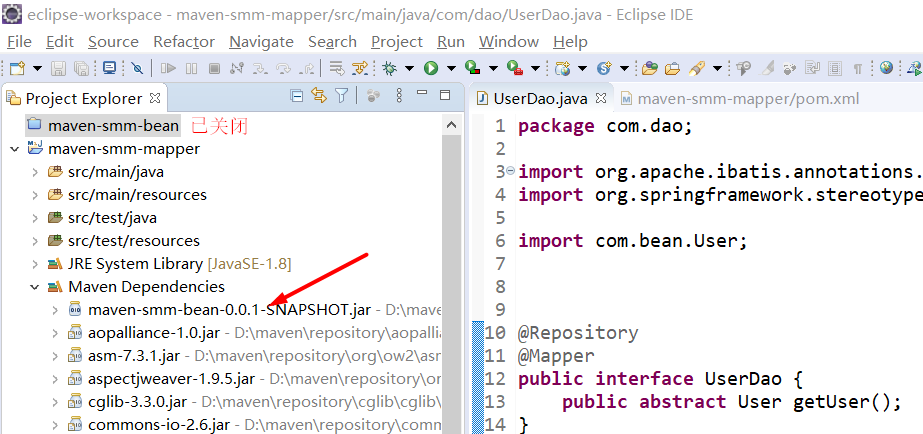 eclipse-workspace - maven-smm-mapper/src/main/java/com/dao/UserDao.java - Eclipse IDE
File Edit Source Refactor Navigate Search Project Run Window Help
Project Explorer
maven-smm-bean 已关闭
maven-smm-mapper
src/main/java
src/main/resources
src/test/java
src/test/resources
JRE System Library [JavaSE-1.8]
Maven Dependencies
maven-smm-bean-0.0.1-SNAPSHOT.jar - D:\mave
aopalliance-1.0.jar - D:\maven\repository\aopalli
asm-7.3.1.jar - D:\maven\repository\org\ow2\asn
aspectjweaver-1.9.5.jar - D:\maven\repository\or
cglib-3.3.0.jar - D:\maven\repository\cglib\cglib\
commons-io-2.6.jar - D:\maven\repository\comm
UserDao.java maven-smm-mapper/pom.xml
1 package com.dao;
2
3 import org.apache.ibatis.annotations.
4 import org.springframework.stereotype
5
6 import com.bean.User;
7
8
9
10 @Repository
11 @Mapper
12 public interface UserDao {
13 public abstract User getUser();
14 }